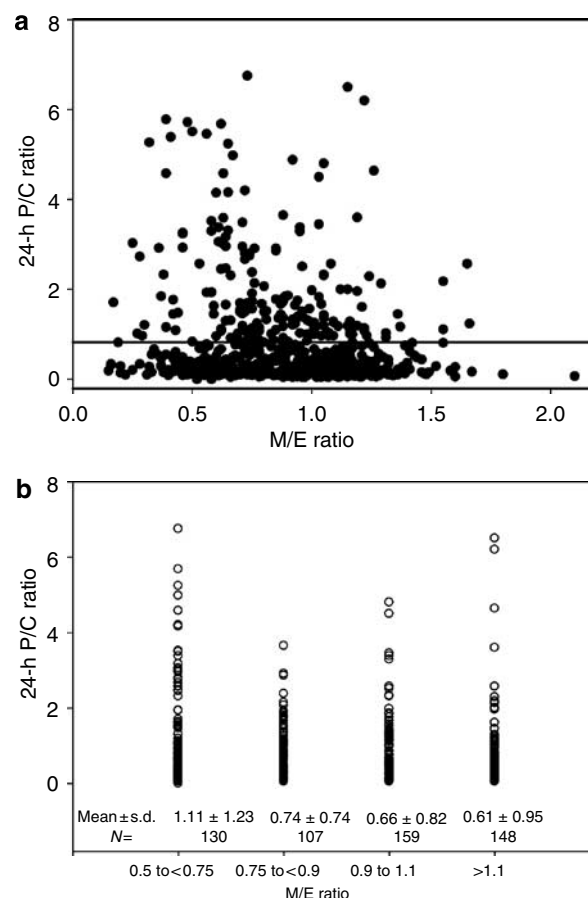 a
8
6
4
2
0
24-h P/C ratio
0.0 0.5 1.0 1.5 2.0
M/E ratio
b
8
6
4
2
0
24-h P/C ratio
Mean ± s.d. 1.11 ± 1.23 0.74 ± 0.74 0.66 ± 0.82 0.61 ± 0.95
N= 130 107 159 148
0.5 to<0.75 0.75 to<0.9 0.9 to 1.1 >1.1
M/E ratio